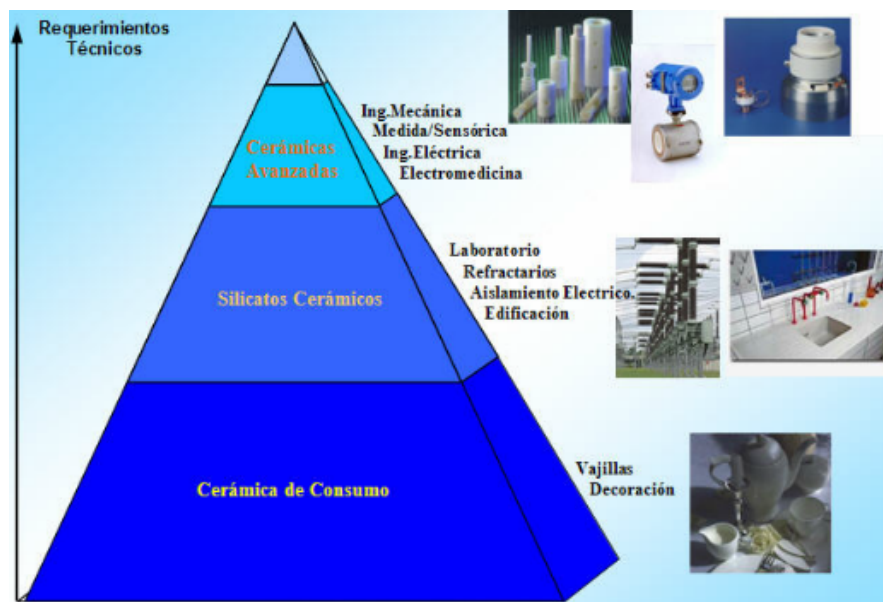 Requerimientos
Técnicos
Ing.Mecánica
Medida/Sensórica
Ing.Eléctrica
Electromedicina
Cerámicas
Avanzadas
Laboratorio
Refractarios
Aislamiento Electrico.
Edificación
Silicatos Cerámicos
Vajillas
Decoración
Cerámica de Consumo